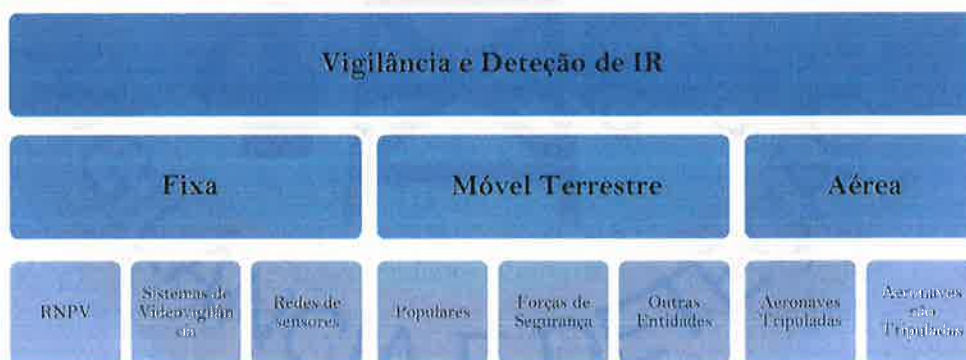 Vigilância e Deteção de IR
Fixa
Móvel Terrestre
Aérea
RNPV
Sistemas de
Videovigilân
cia
Redes de
sensores
Populares
Forças de
Segurança
Outras
Entidades
Aeronaves
Tripuladas
Aeronaves
não
Tripuladas